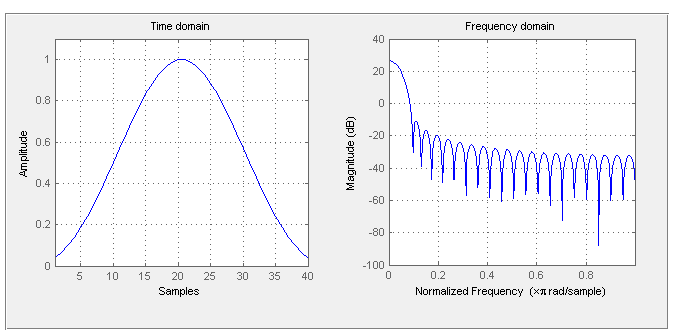 Time domain
1
0.8
0.6
0.4
0.2
0
Amplitude
5 10 15 20 25 30 35 40
Samples
Frequency domain
40
20
0
-20
-40
-60
-80
-100
Magnitude (dB)
0 0.2 0.4 0.6 0.8
Normalized Frequency (×π rad/sample)